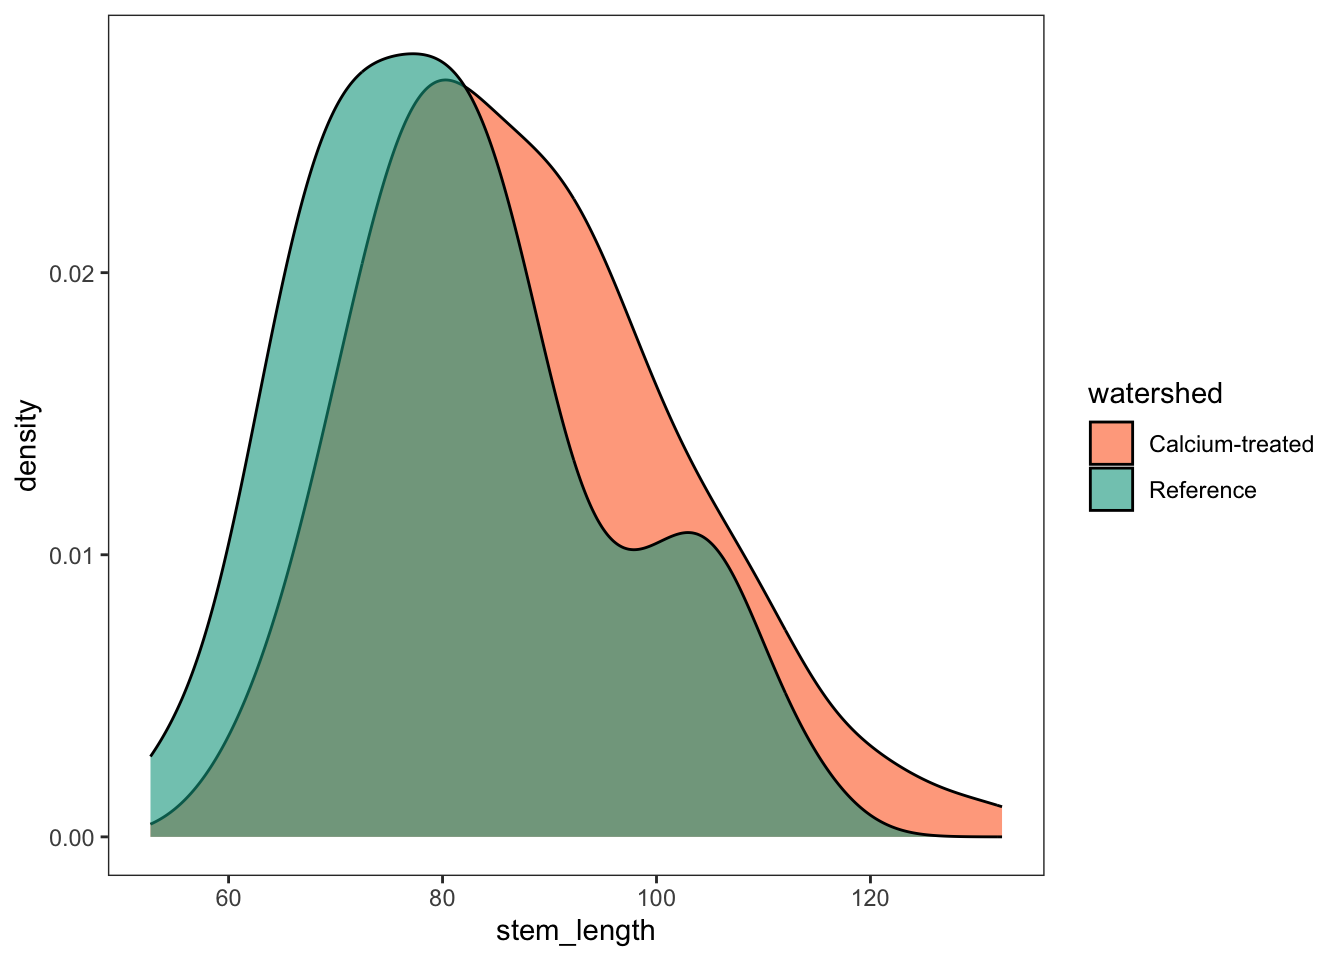 density
0.02
0.01
0.00
60 80 100 120
stem_length
watershed
Calcium-treated
Reference